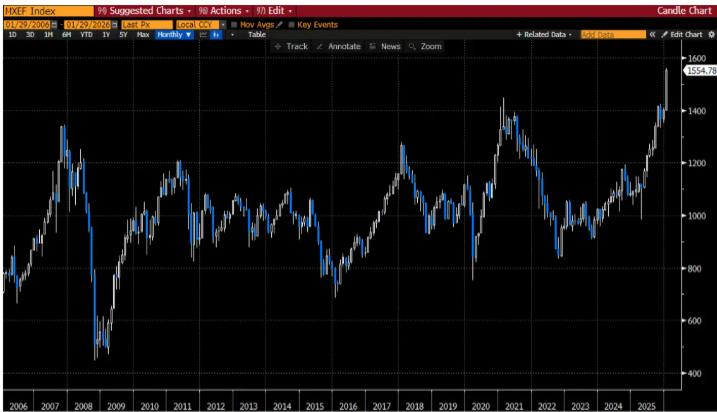 MXEF Index 99) Suggested Charts 98) Actions 97) Edit Candle Chart
01/29/2006 - 01/29/2026 Last Px Local CCY Mov Avgs Key Events
1D 3D 1M 6M YTD 1Y 5Y Max Monthly ▼ Table + Related Data Add Data « Edit Chart
Track Annotate News Zoom
1600
1554.78
1400
1200
1000
800
600
400
2006 2007 2008 2009 2010 2011 2012 2013 2014 2015 2016 2017 2018 2019 2020 2021 2022 2023 2024 2025